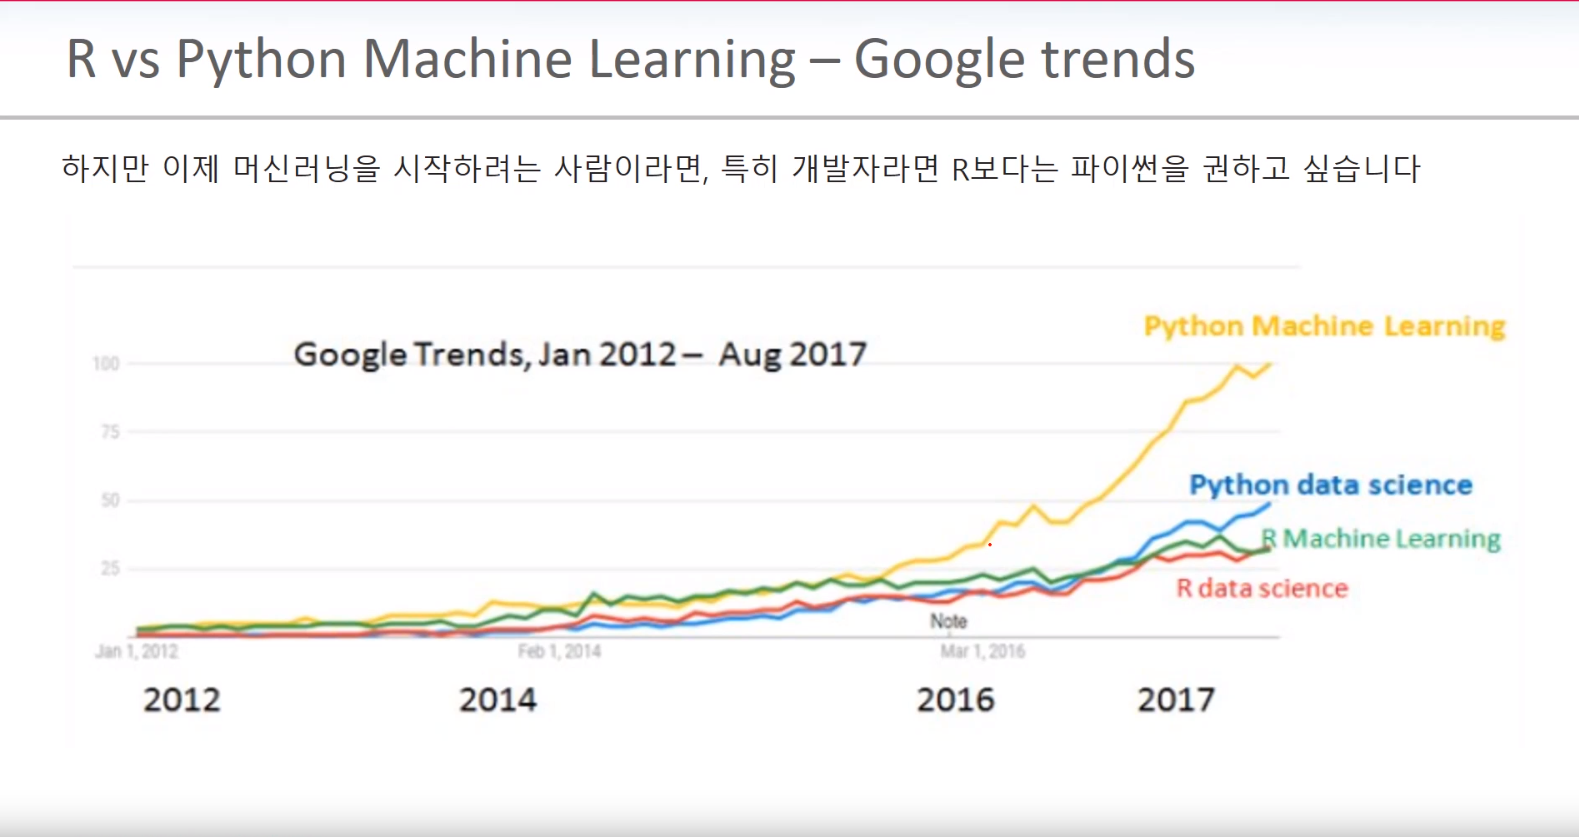 R vs Python Machine Learning – Google trends
하지만 이제 머신러닝을 시작하려는 사람이라면, 특히 개발자라면 R보다는 파이썬을 권하고 싶습니다
Python Machine Learning
Google Trends, Jan 2012 – Aug 2017
100
75
Python data science
50
R Machine Learning
25
R data science
Note
Jan 1, 2012 Feb 1, 2014 Mar 1, 2016
2012 2014 2016 2017